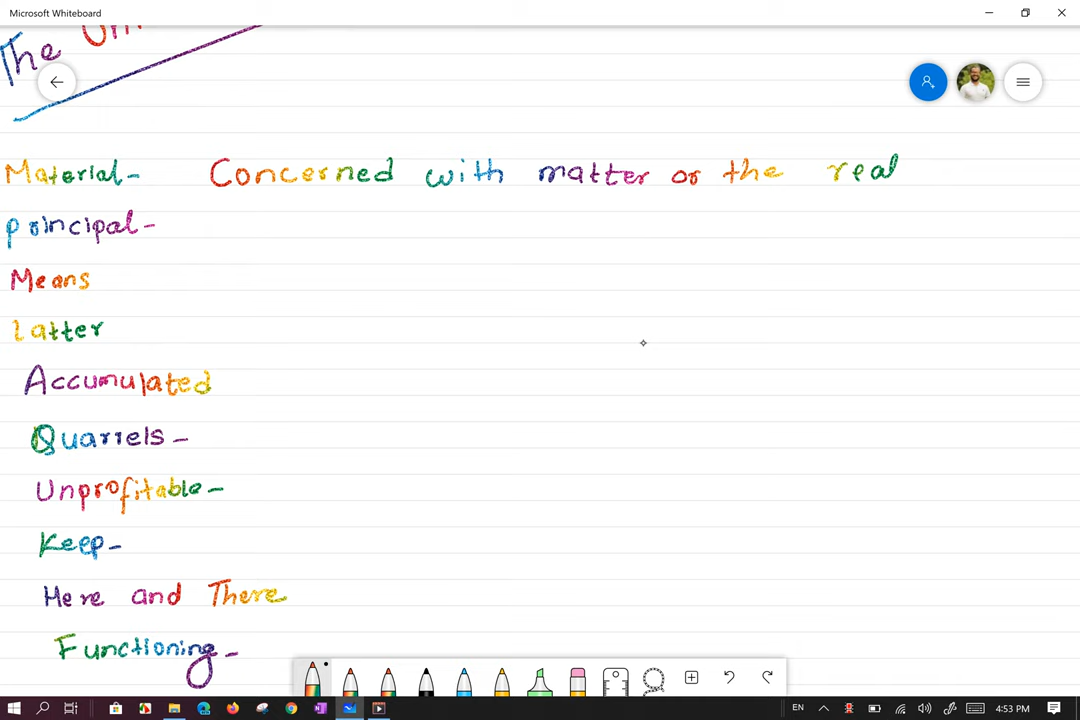 Microsoft Whiteboard
The
Material- Concerned with matter or the real
principal-
Means
Latter
Accumulated
Quarrels-
Unprofitable-
Keep-
Here and There
Functioning-
EN
4:53 PM